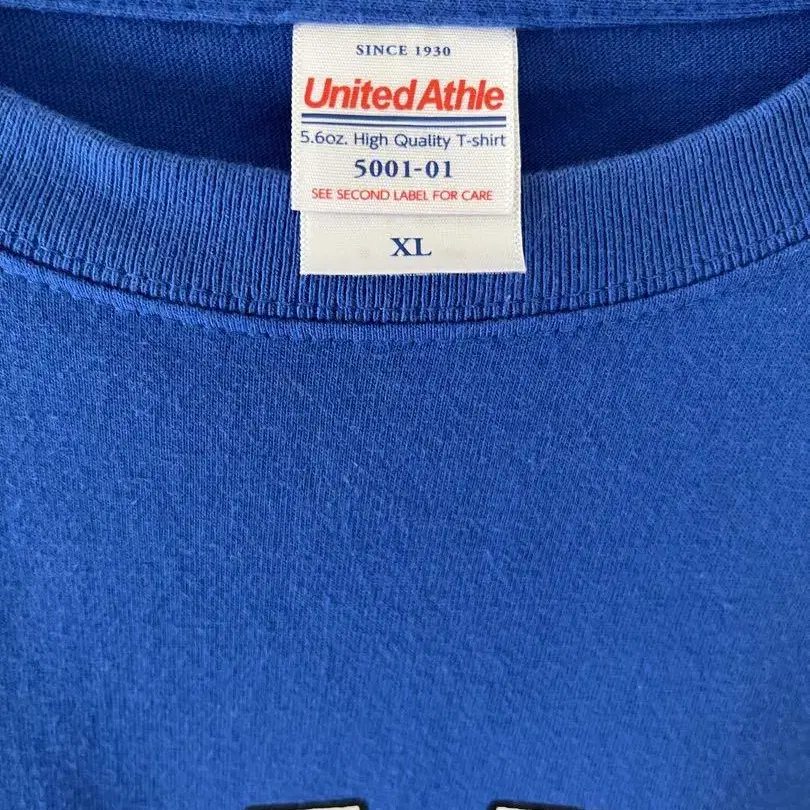 SINCE 1930
United Athle
5.6oz. High Quality T-shirt
5001-01
SEE SECOND LABEL FOR CARE
XL